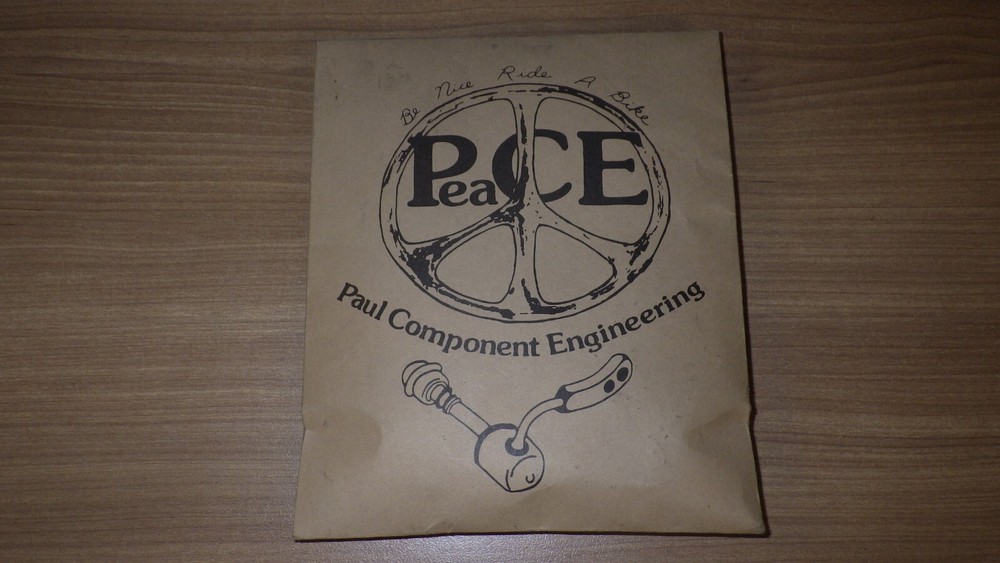 Be Nice Ride A Bike
PeaCE
Paul Component Engineering